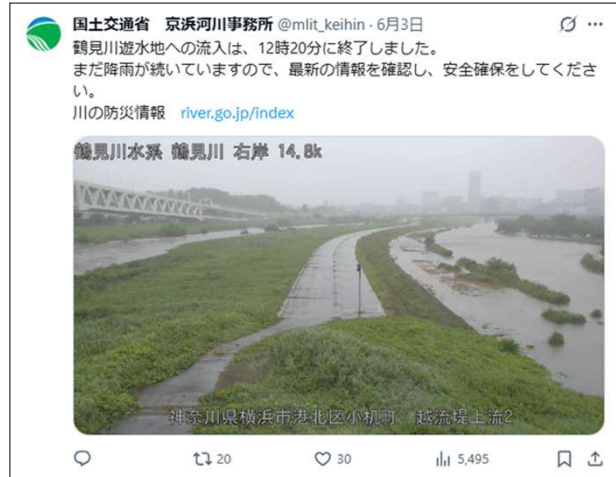 国土交通省　京浜河川事務所 @mlit_keihin · 6月3日
鶴見川遊水地への流入は、12時20分に終了しました。
まだ降雨が続いていますので、最新の情報を確認し、安全確保をしてくださ
い。
川の防災情報　river.go.jp/index
鶴見川水系 鶴見川 右岸 14.8k
神奈川県横浜市港北区小机町　越流堤上流2
20
30
5,495